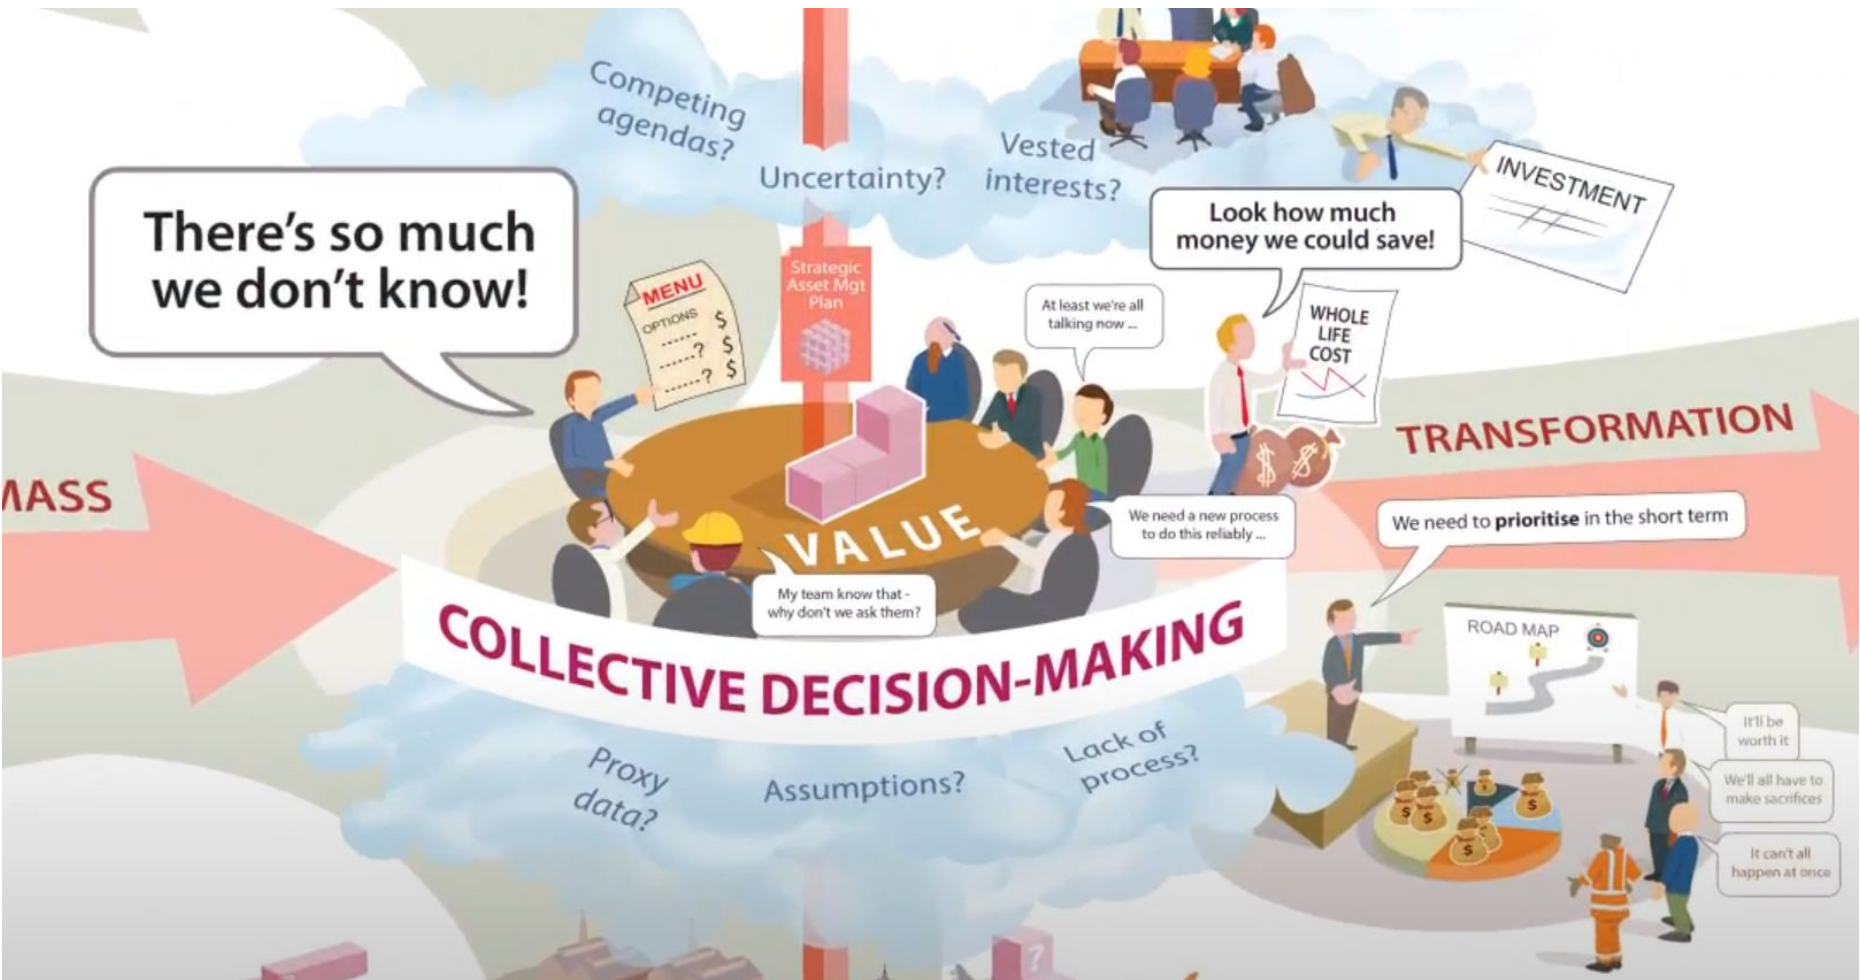 Competing
agendas?
Uncertainty?
Vested
interests?
INVESTMENT
There's so much
we don't know!
Look how much
money we could save!
MENU
OPTIONS
...... $
......? $
......? $
Strategic
Asset Mgt
Plan
At least we're all
talking now ...
WHOLE
LIFE
COST
$ $
TRANSFORMATION
MASS
VALUE
We need a new process
to do this reliably ...
We need to prioritise in the short term
My team know that -
why don't we ask them?
COLLECTIVE DECISION-MAKING
ROAD MAP
It'll be
worth it
We'll all have to
make sacrifices
It can't all
happen at once
$ $ $ $
Proxy
data?
Assumptions?
Lack of
process?
?